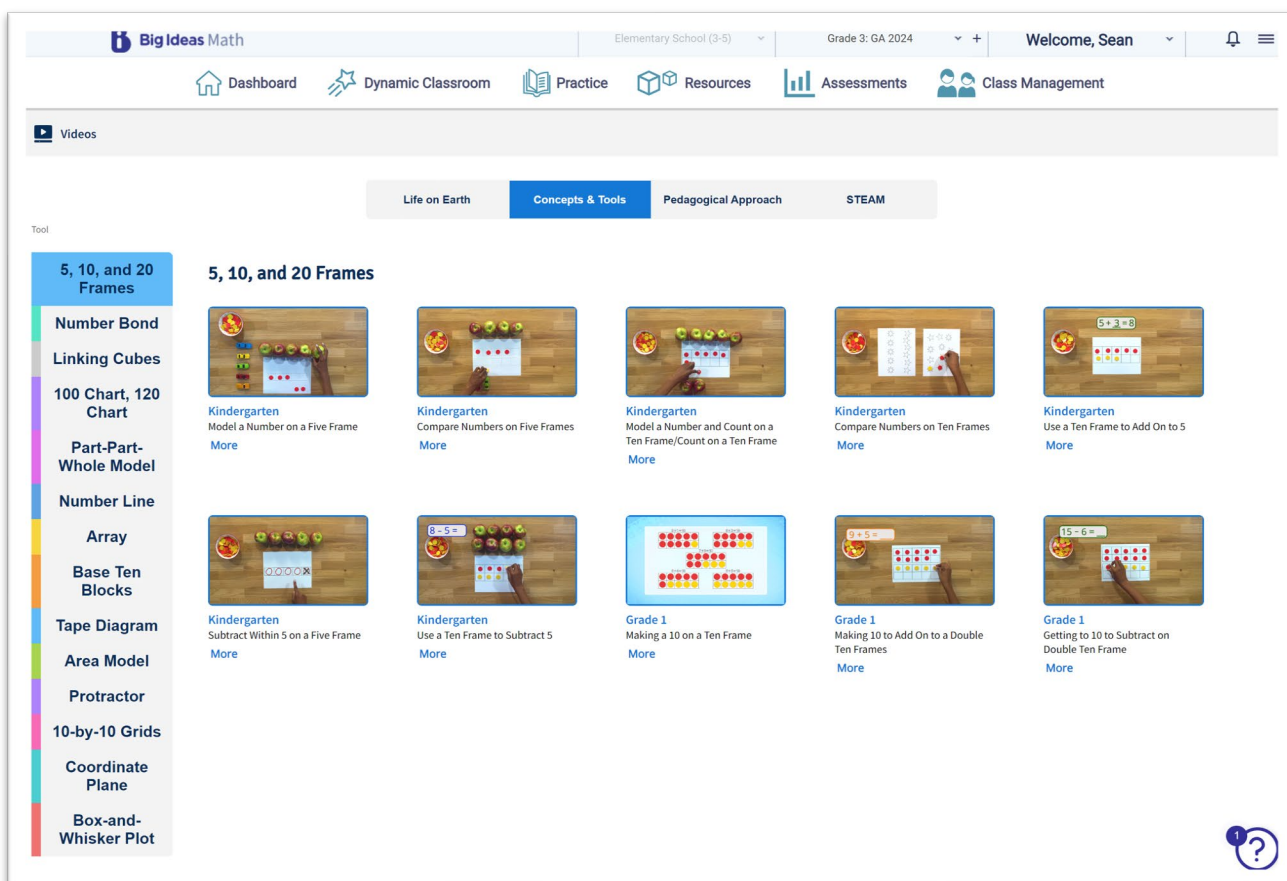 Big Ideas Math
Elementary School (3-5)
Grade 3: GA 2024
+
Welcome, Sean
Dashboard
Dynamic Classroom
Practice
Resources
Assessments
Class Management
Videos
Life on Earth
Concepts & Tools
Pedagogical Approach
STEAM
Tool
5, 10, and 20
Frames
Number Bond
Linking Cubes
100 Chart, 120
Chart
Part-Part-
Whole Model
Number Line
Array
Base Ten
Blocks
Tape Diagram
Area Model
Protractor
10-by-10 Grids
Coordinate
Plane
Box-and-
Whisker Plot
5, 10, and 20 Frames
Kindergarten
Model a Number on a Five Frame
More
Kindergarten
Compare Numbers on Five Frames
More
Kindergarten
Model a Number and Count on a
Ten Frame/Count on a Ten Frame
More
Kindergarten
Compare Numbers on Ten Frames
More
5 + 3 = 8
Kindergarten
Use a Ten Frame to Add On to 5
More
Kindergarten
Subtract Within 5 on a Five Frame
More
8 - 5 =
Kindergarten
Use a Ten Frame to Subtract 5
More
Grade 1
Making a 10 on a Ten Frame
More
9 + 5 =
Grade 1
Making 10 to Add On to a Double
Ten Frames
More
15 - 6 = _
Grade 1
Getting to 10 to Subtract on
Double Ten Frame
More
1
?